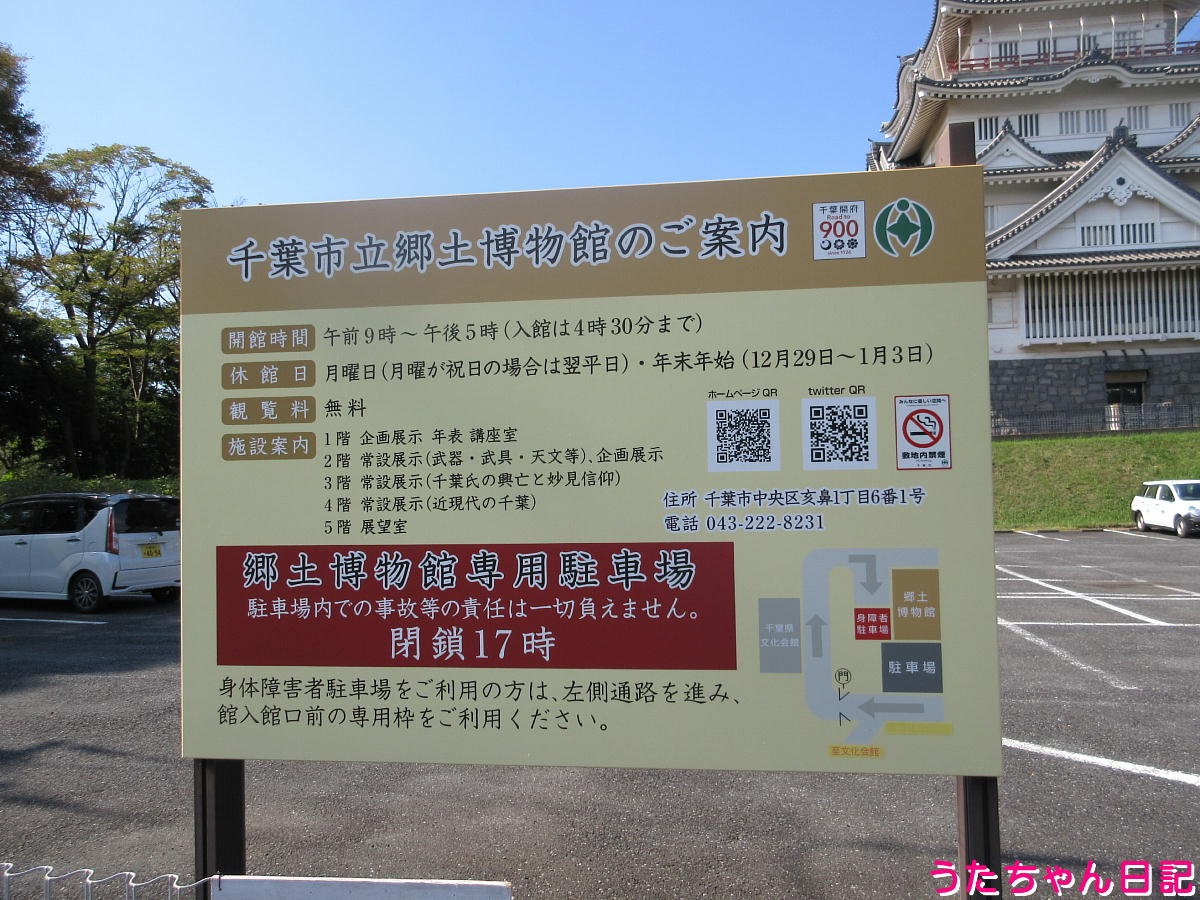 千葉市立郷土博物館のご案内
千葉開府
Road to
900
since 1126
開館時間 午前9時～午後5時(入館は4時30分まで)
休館日 月曜日(月曜が祝日の場合は翌平日)・年末年始(12月29日～1月3日)
観覧料 無料
施設案内 1階 企画展示 年表 講座室
2階 常設展示(武器・武具・天文等)、企画展示
3階 常設展示(千葉氏の興亡と妙見信仰)
4階 常設展示(近現代の千葉)
5階 展望室
ホームページ QR
twitter QR
みんなに優しい空間へ
敷地内禁煙
住所 千葉市中央区亥鼻1丁目6番1号
電話 043-222-8231
郷土博物館専用駐車場
駐車場内での事故等の責任は一切負えません。
閉鎖17時
身体障害者駐車場をご利用の方は、左側通路を進み、
館入館口前の専用枠をご利用ください。
千葉県
文化会館
身障者
駐車場
郷土
博物館
駐車場
門
至文化会館
うたちゃん日記